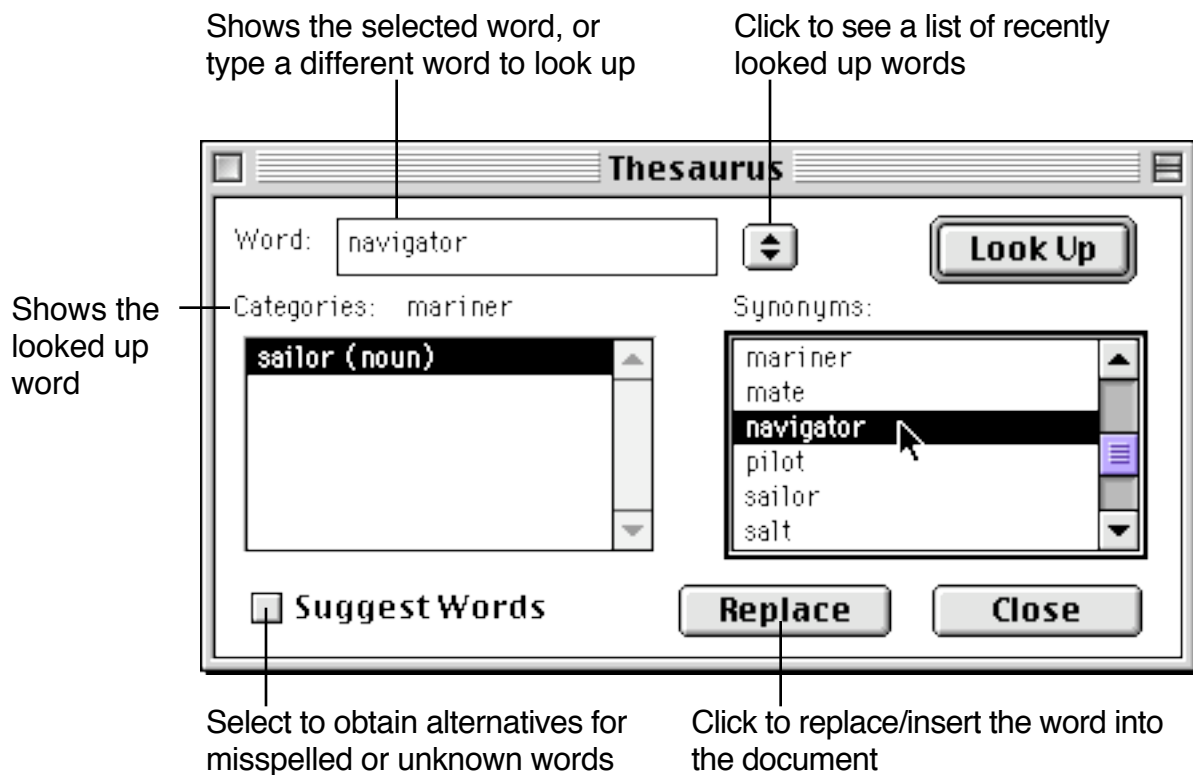 Shows the selected word, or
type a different word to look up
Click to see a list of recently
looked up words
Thesaurus
Word: navigator
Look Up
Shows the
looked up
word
Categories: mariner
sailor (noun)
Synonyms:
mariner
mate
navigator
pilot
sailor
salt
Suggest Words
Replace
Close
Select to obtain alternatives for
misspelled or unknown words
Click to replace/insert the word into
the document